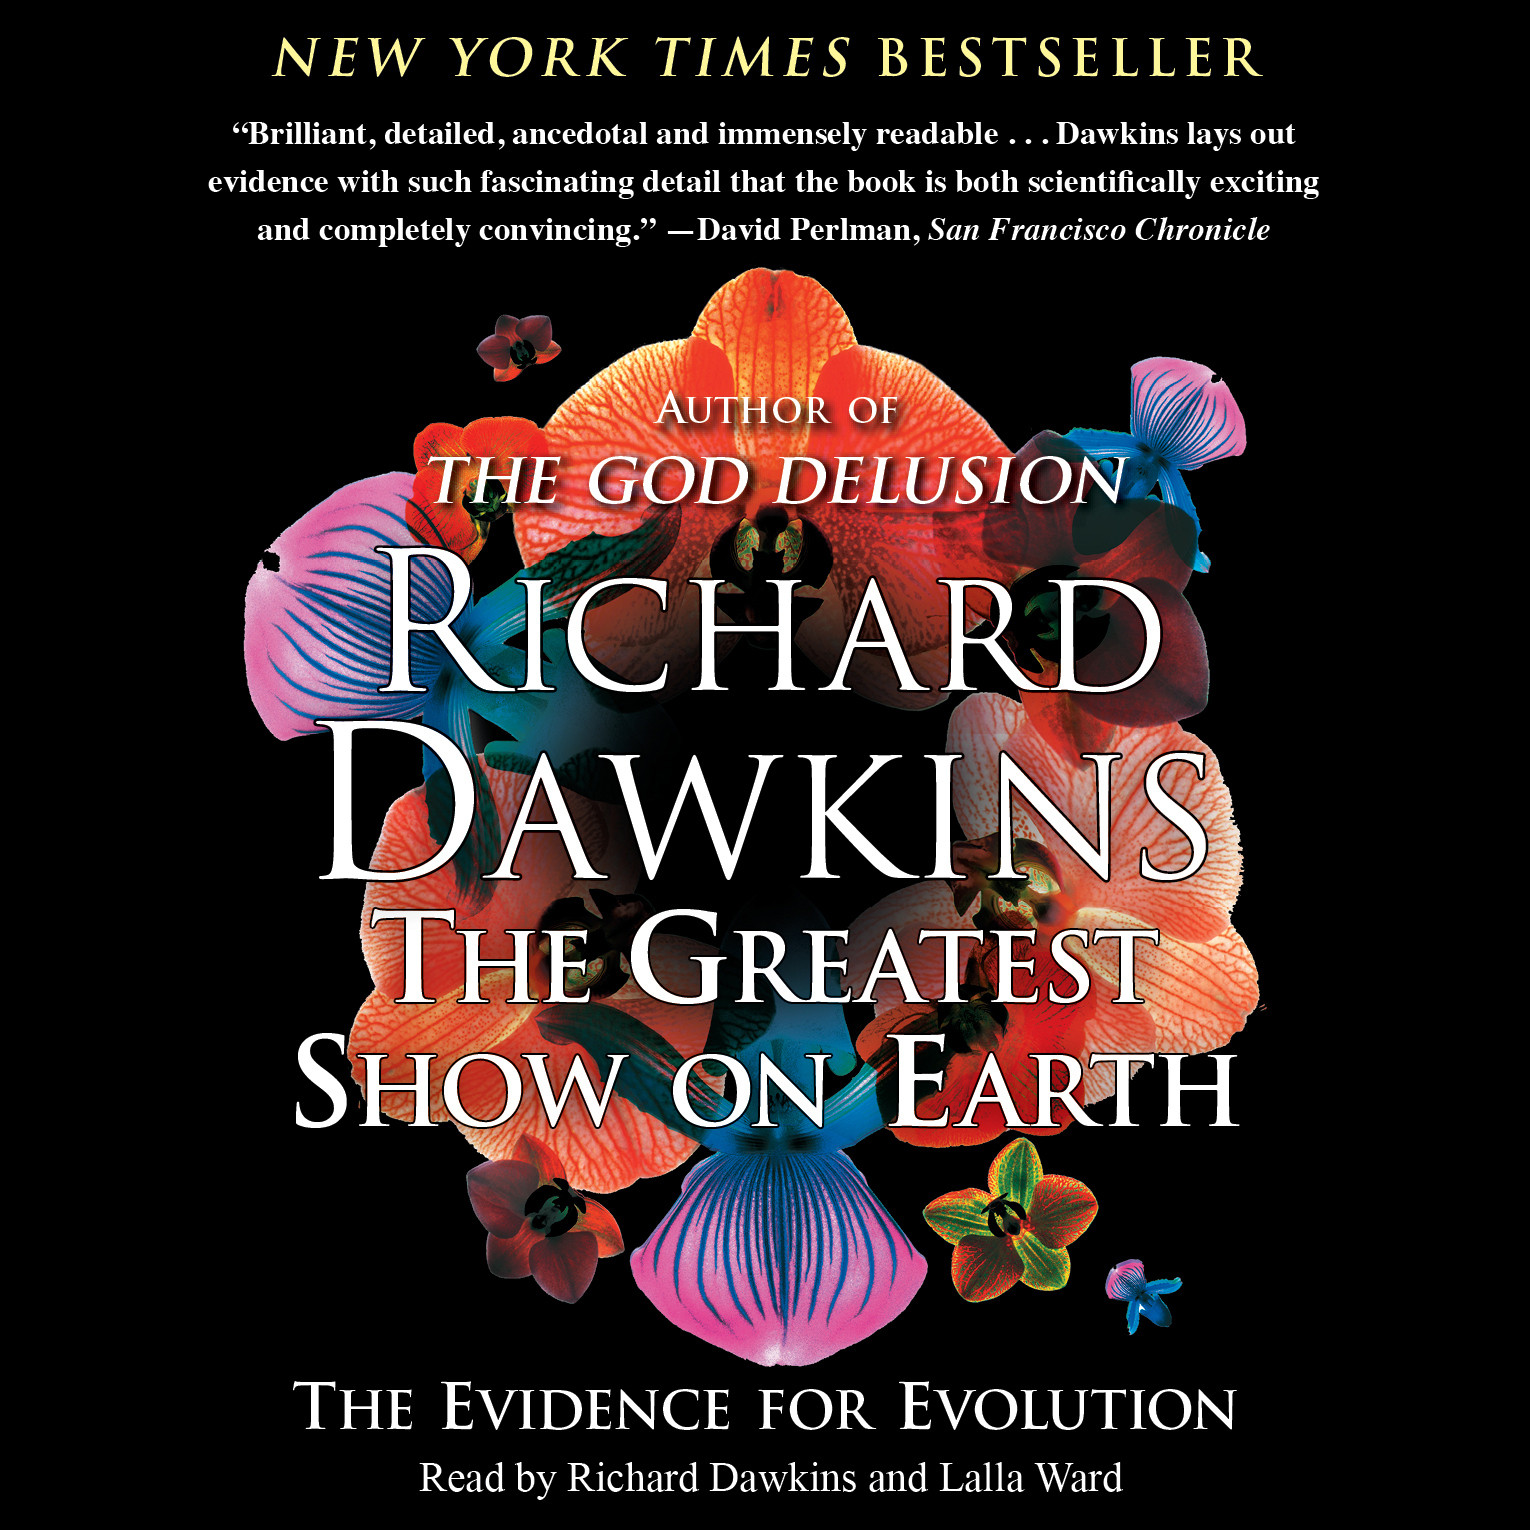 NEW YORK TIMES BESTSELLER
“Brilliant, detailed, ancedotal and immensely readable . . . Dawkins lays out
evidence with such fascinating detail that the book is both scientifically exciting
and completely convincing.” —David Perlman, San Francisco Chronicle
AUTHOR OF
THE GOD DELUSION
RICHARD
DAWKINS
THE GREATEST
SHOW ON EARTH
THE EVIDENCE FOR EVOLUTION
Read by Richard Dawkins and Lalla Ward